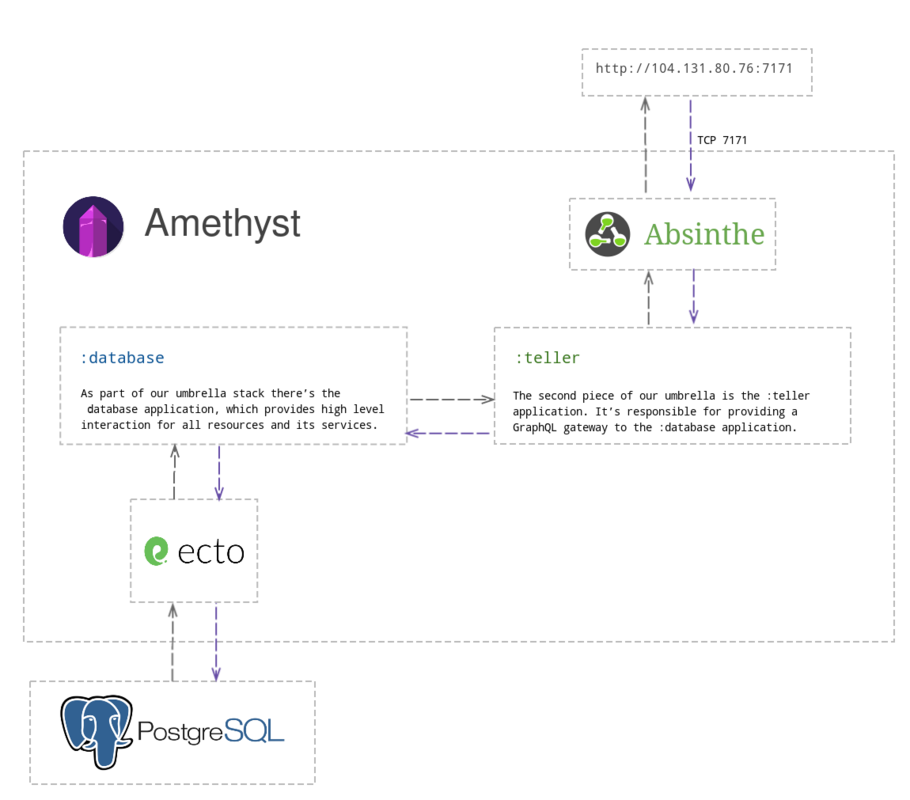 http://104.131.80.76:7171
TCP 7171
Amethyst
Absinthe
:database
As part of our umbrella stack there's the
database application, which provides high level
interaction for all resources and its services.
:teller
The second piece of our umbrella is the :teller
application. It's responsible for providing a
GraphQL gateway to the :database application.
ecto
PostgreSQL